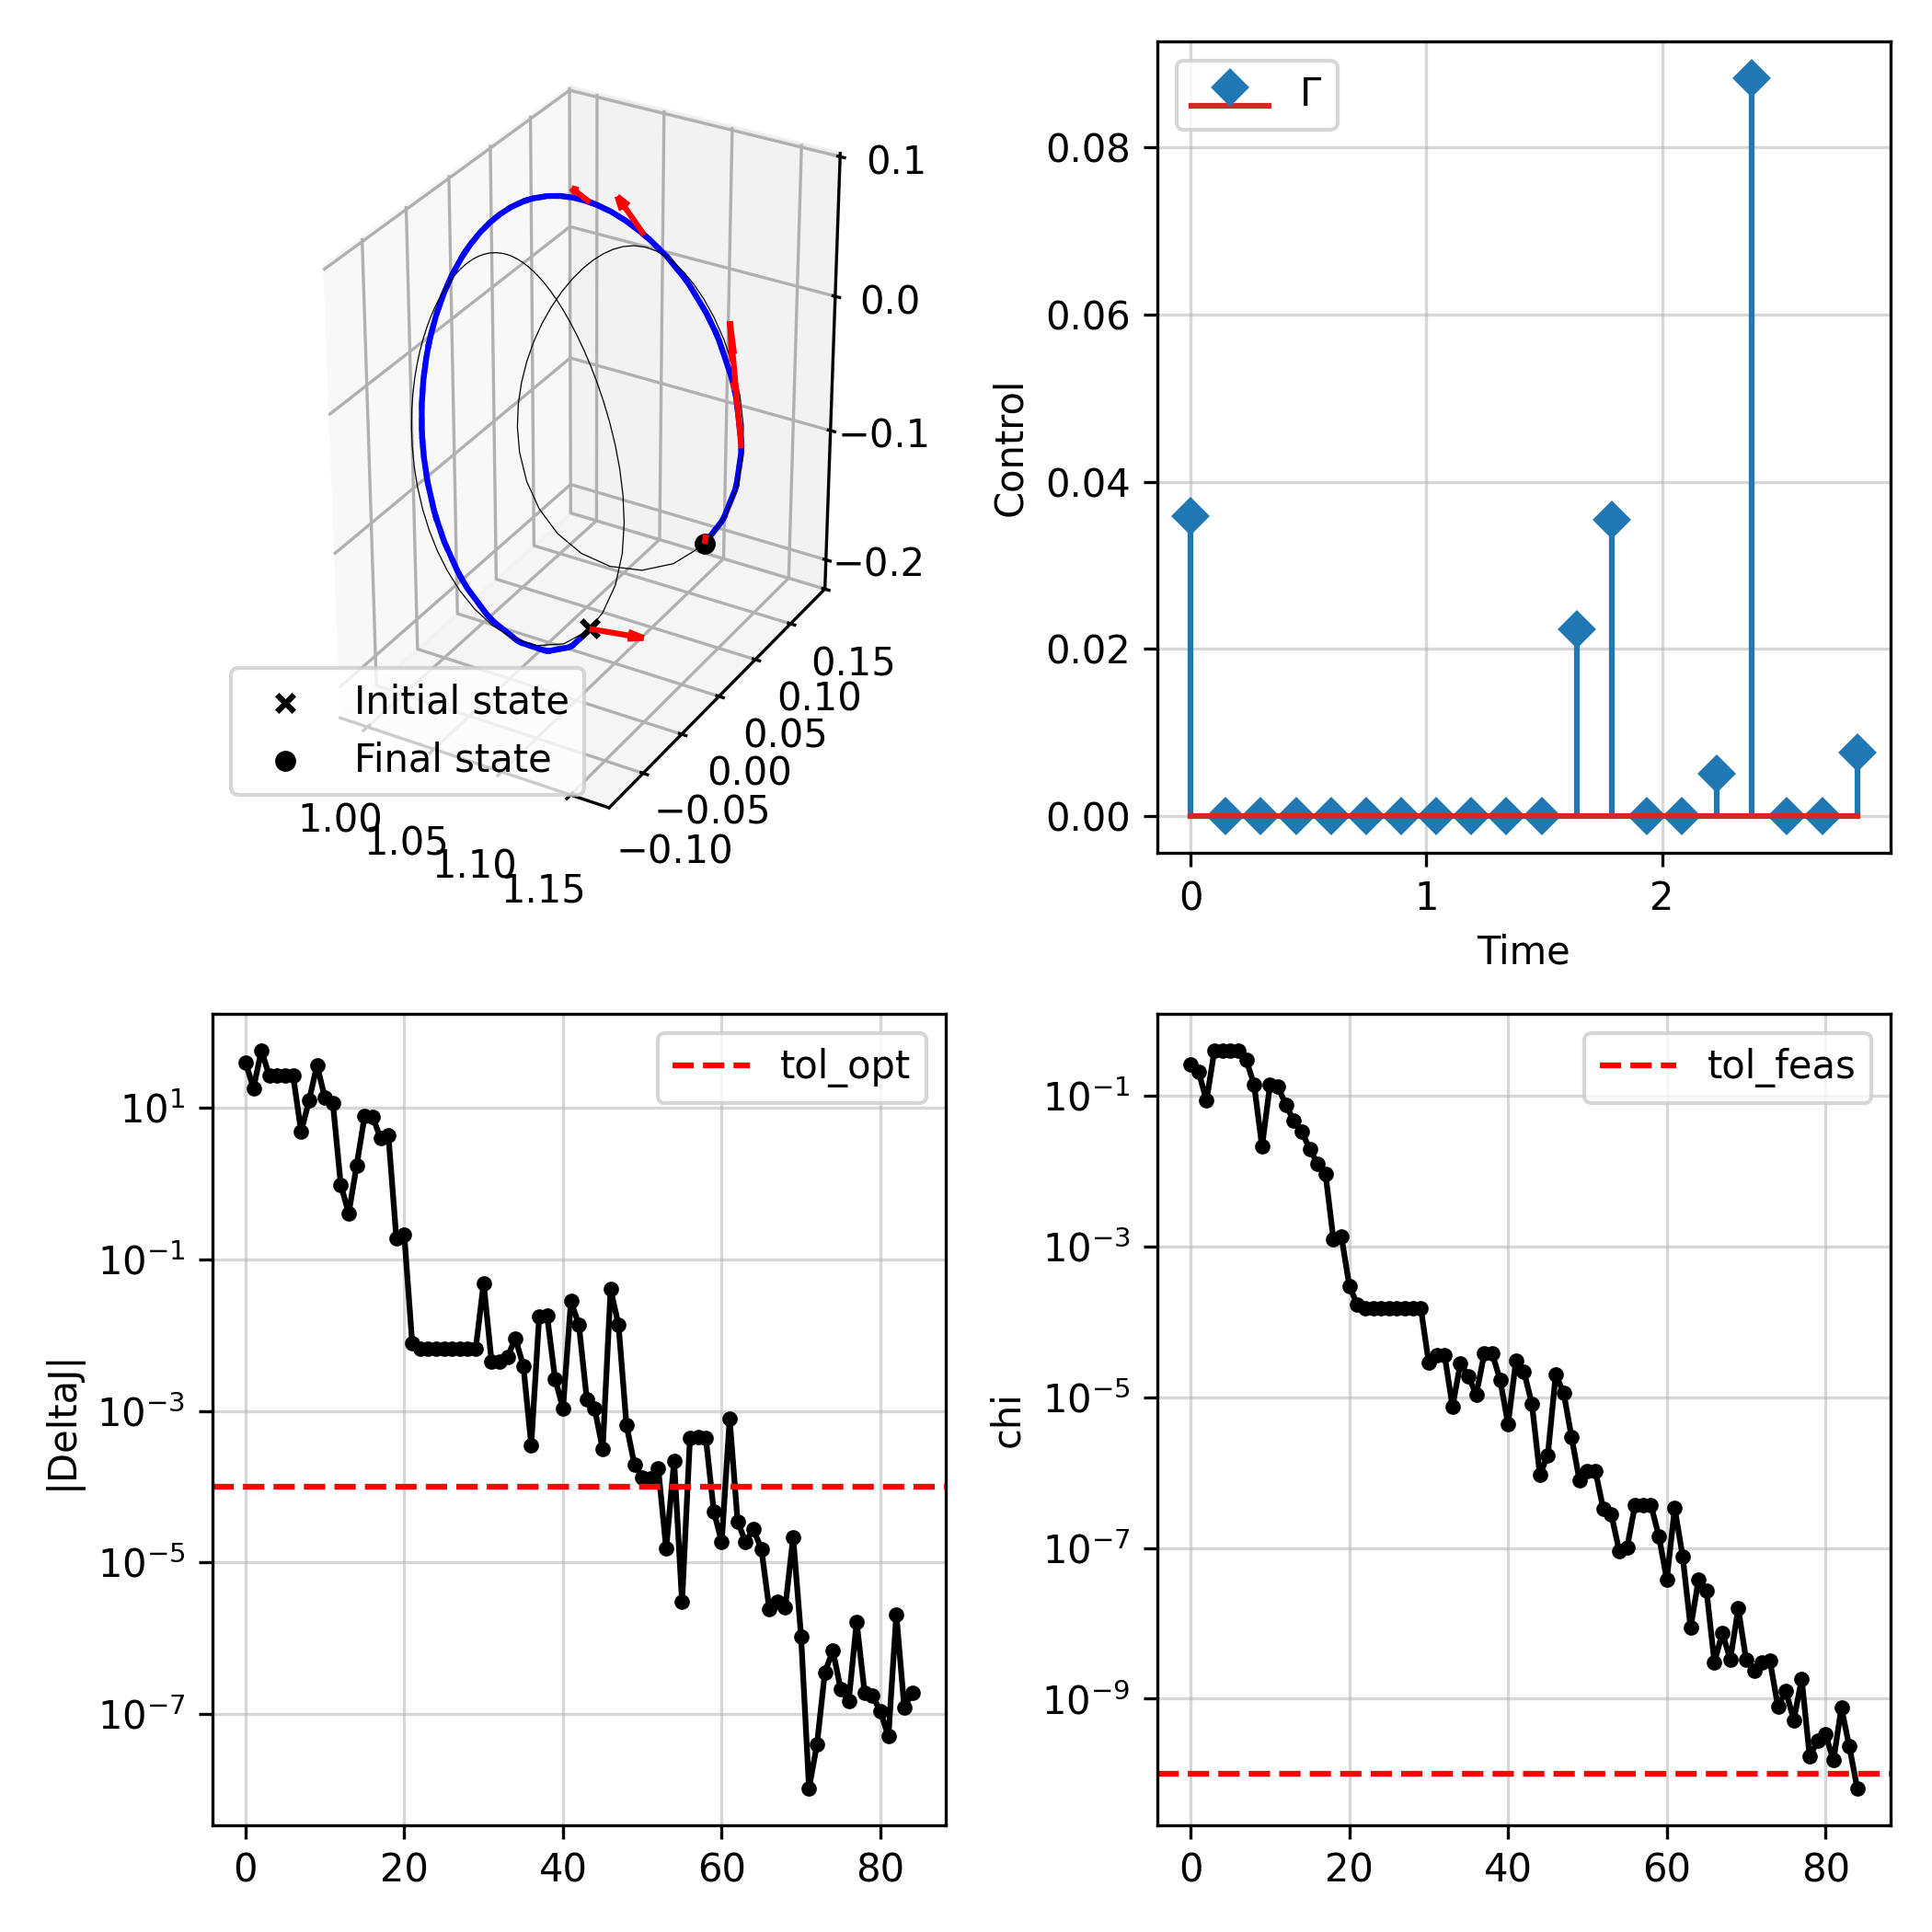 0.1
0.0
−0.1
−0.2
0.15
0.10
0.05
0.00
−0.05
−0.10
1.00
1.05
1.10
1.15
Initial state
Final state
Γ
Control
0.08
0.06
0.04
0.02
0.00
0 1 2
Time
tol_opt
|DeltaJ|
10¹
10⁻¹
10⁻³
10⁻⁵
10⁻⁷
0 20 40 60 80
tol_feas
chi
10⁻¹
10⁻³
10⁻⁵
10⁻⁷
10⁻⁹
0 20 40 60 80